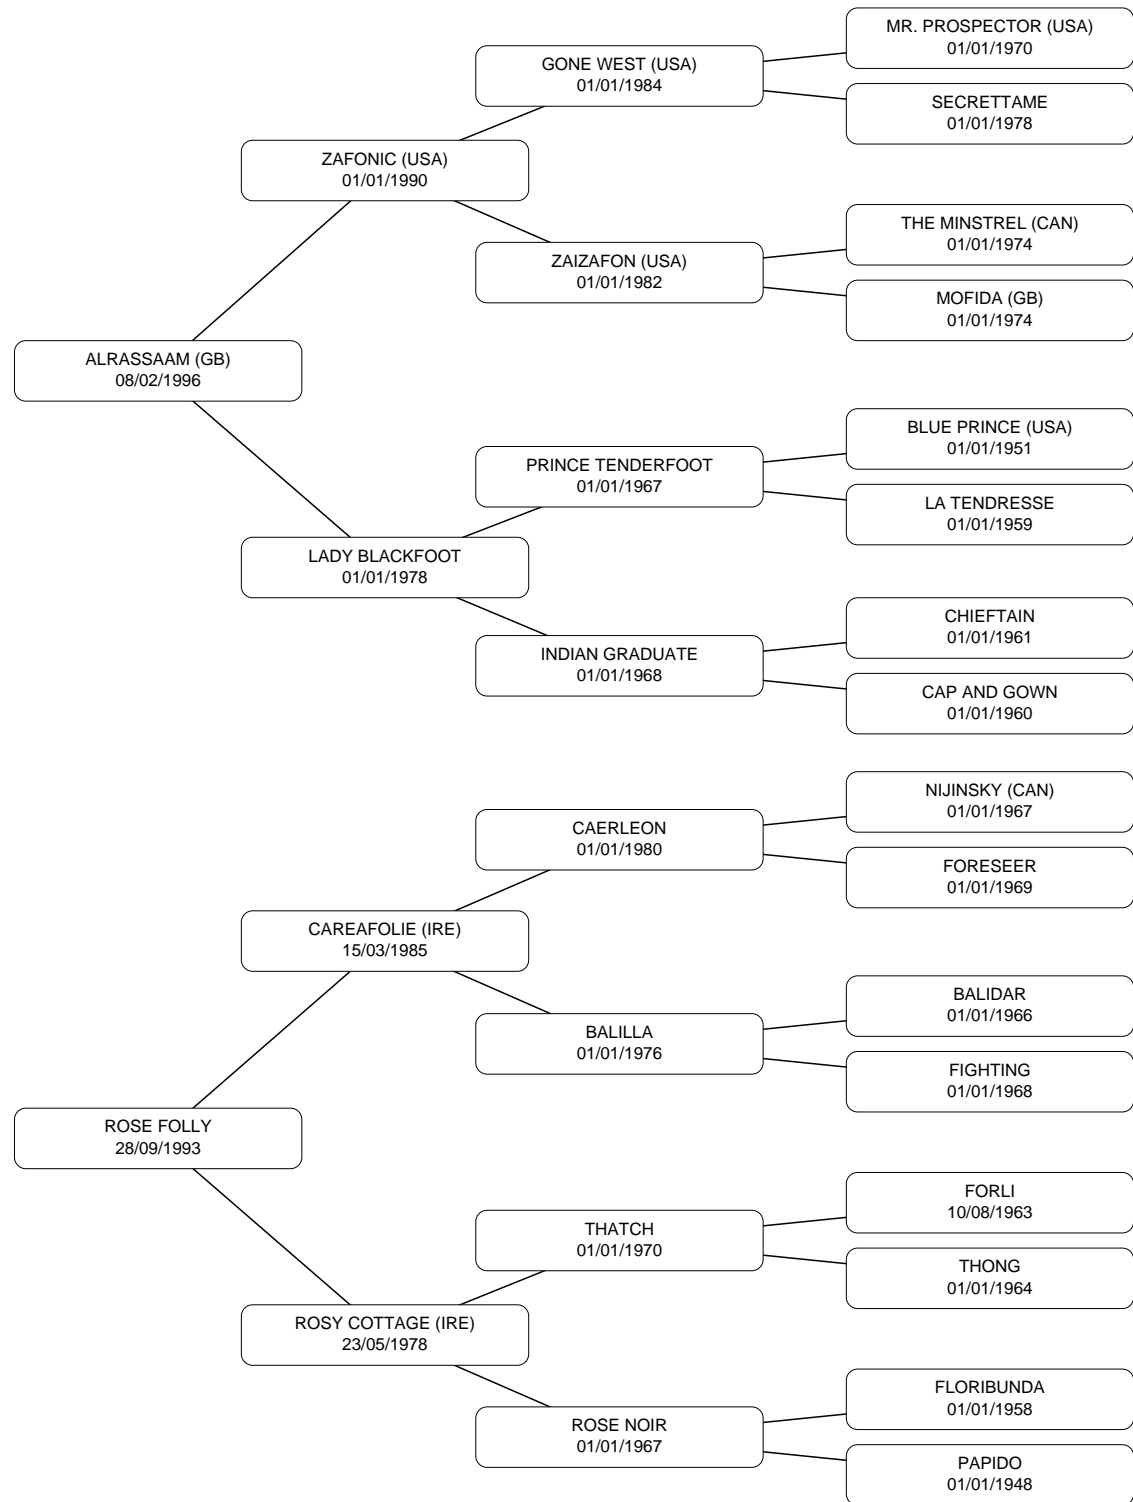 MR. PROSPECTOR (USA)
01/01/1970
GONE WEST (USA)
01/01/1984
SECRETTAME
01/01/1978
ZAFONIC (USA)
01/01/1990
THE MINSTREL (CAN)
01/01/1974
ZAIZAFON (USA)
01/01/1982
MOFIDA (GB)
01/01/1974
ALRASSAAM (GB)
08/02/1996
BLUE PRINCE (USA)
01/01/1951
PRINCE TENDERFOOT
01/01/1967
LA TENDRESSE
01/01/1959
LADY BLACKFOOT
01/01/1978
CHIEFTAIN
01/01/1961
INDIAN GRADUATE
01/01/1968
CAP AND GOWN
01/01/1960
NIJINSKY (CAN)
01/01/1967
CAERLEON
01/01/1980
FORESEER
01/01/1969
CAREAFOLIE (IRE)
15/03/1985
BALIDAR
01/01/1966
BALILLA
01/01/1976
FIGHTING
01/01/1968
ROSE FOLLY
28/09/1993
FORLI
10/08/1963
THATCH
01/01/1970
THONG
01/01/1964
ROSY COTTAGE (IRE)
23/05/1978
FLORIBUNDA
01/01/1958
ROSE NOIR
01/01/1967
PAPIDO
01/01/1948